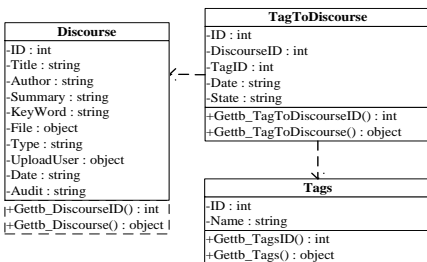 Discourse
-ID : int
-Title : string
-Author : string
-Summary : string
-KeyWord : string
-File : object
-Type : string
-UploadUser : object
-Date : string
-Audit : string
+Gettb_DiscourseID() : int
+Gettb_Discourse() : object
TagToDiscourse
-ID : int
-DiscourseID : int
-TagID : int
-Date : string
-State : string
+Gettb_TagToDiscourseID() : int
+Gettb_TagToDiscourse() : object
Tags
-ID : int
-Name : string
+Gettb_TagsID() : int
+Gettb_Tags() : object